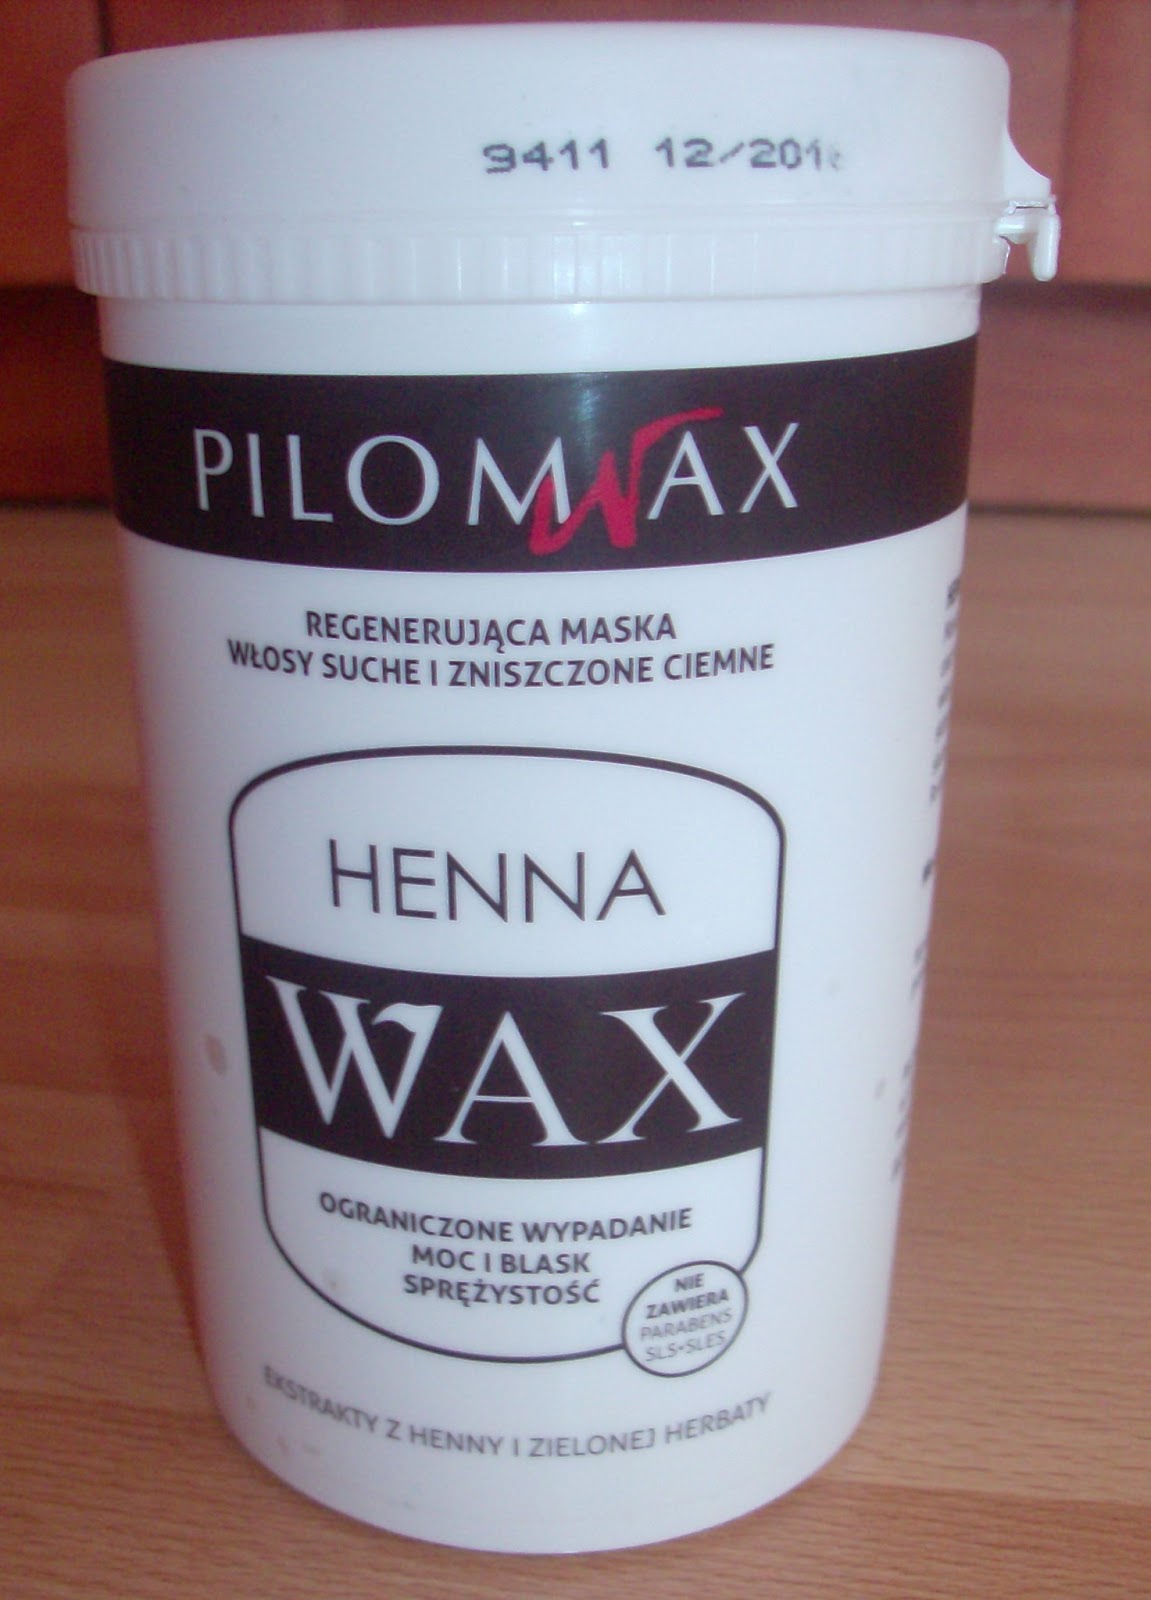 9411 12/201
PILOMWAX
REGENERUJĄCA MASKA
WŁOSY SUCHE I ZNISZCZONE CIEMNE
HENNA
WAX
OGRANICZONE WYPADANIE
MOC I BLASK
SPRĘŻYSTOŚĆ
NIE
ZAWIERA
PARABENS
SLS-SLES
EKSTRAKTY Z HENNY I ZIELONEJ HERBATY